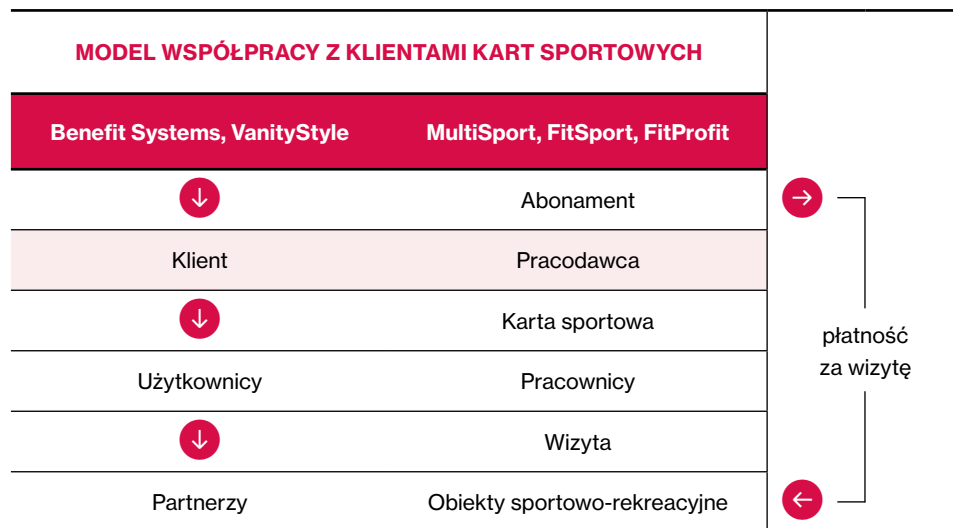 MODEL WSPÓŁPRACY Z KLIENTAMI KART SPORTOWYCH
Benefit Systems, VanityStyle MultiSport, FitSport, FitProfit
Abonament
Klient Pracodawca
Karta sportowa
Użytkownicy Pracownicy
Wizyta
Partnerzy Obiekty sportowo-rekreacyjne
płatność
za wizytę